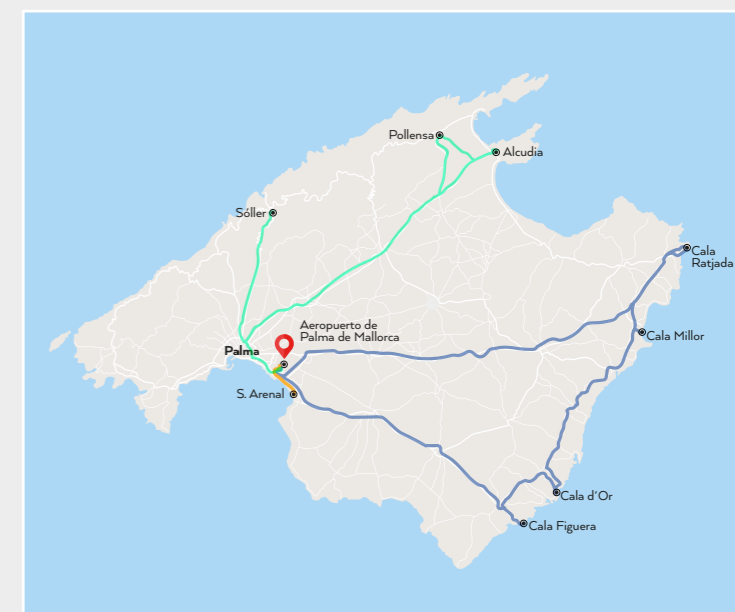 Pollensa
Alcudia
Sóller
Cala
Ratjada
Aeropuerto de
Palma de Mallorca
Cala Millor
Palma
S. Arenal
Cala d´Or
Cala Figuera